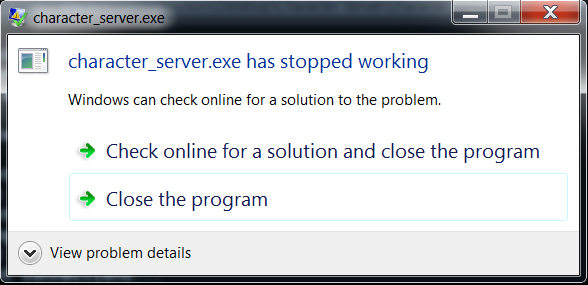 character_server.exe
character_server.exe has stopped working
Windows can check online for a solution to the problem.
Check online for a solution and close the program
Close the program
View problem details